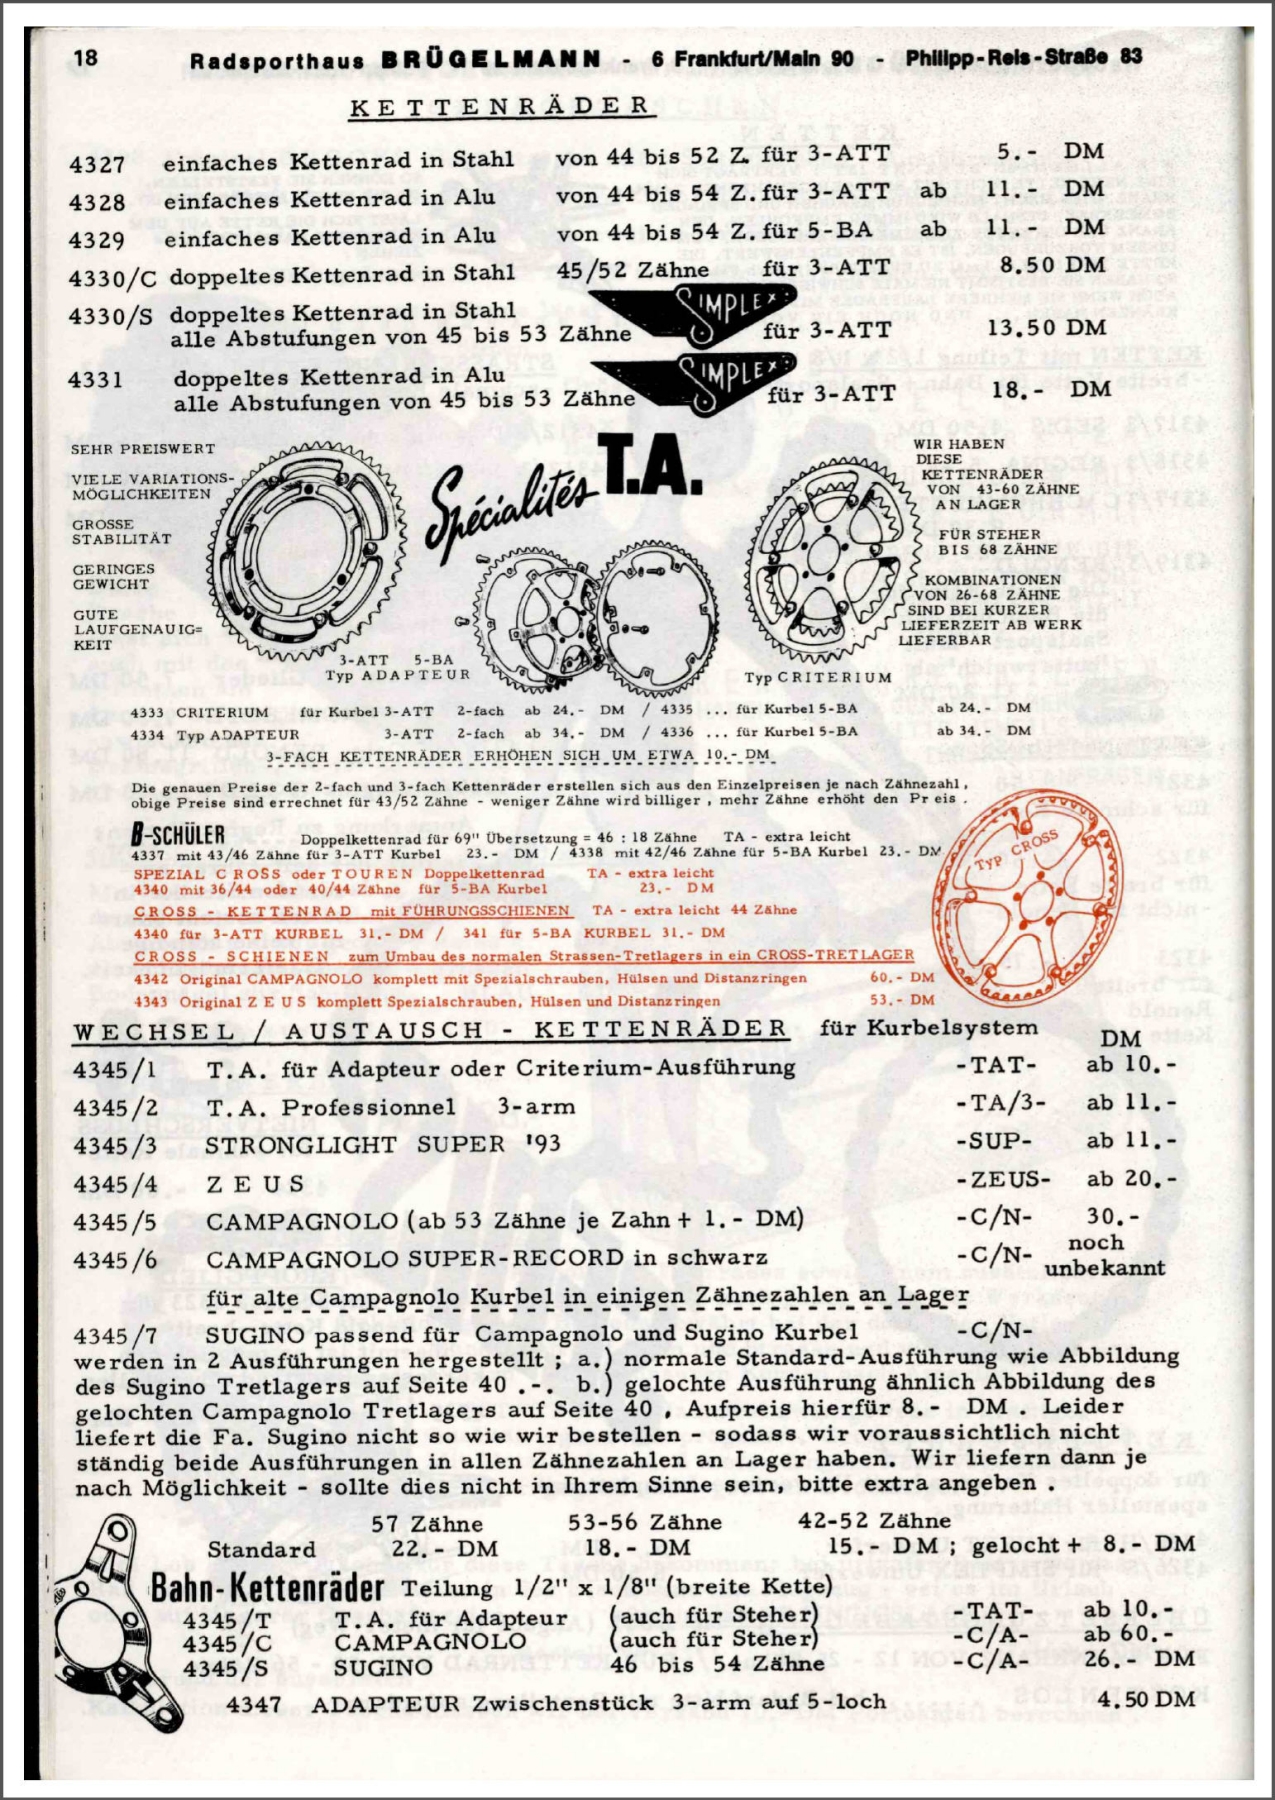 18 Radsporthaus BRÜGELMANN - 6 Frankfurt/Main 90 - Philipp-Reis-Straße 83
KETTENRÄDER
4327 einfaches Kettenrad in Stahl von 44 bis 52 Z. für 3-ATT 5.- DM
4328 einfaches Kettenrad in Alu von 44 bis 54 Z. für 3-ATT ab 11.- DM
4329 einfaches Kettenrad in Alu von 44 bis 54 Z. für 5-BA ab 11.- DM
4330/C doppeltes Kettenrad in Stahl 45/52 Zähne für 3-ATT 8.50 DM
4330/S doppeltes Kettenrad in Stahl SIMPLEX
alle Abstufungen von 45 bis 53 Zähne für 3-ATT 13.50 DM
4331 doppeltes Kettenrad in Alu SIMPLEX
alle Abstufungen von 45 bis 53 Zähne für 3-ATT 18.- DM
SEHR PREISWERT
VIELE VARIATIONS-
MÖGLICHKEITEN
GROSSE
STABILITÄT
GERINGES
GEWICHT
GUTE
LAUFGENAUIG=
KEIT
3-ATT 5-BA
Typ ADAPTEUR
Spécialités T.A.
WIR HABEN
DIESE
KETTENRÄDER
VON 43-60 ZÄHNE
AN LAGER
FÜR STEHER
BIS 68 ZÄHNE
KOMBINATIONEN
VON 26-68 ZÄHNE
SIND BEI KURZER
LIEFERZEIT AB WERK
LIEFERBAR
Typ CRITERIUM
4333 CRITERIUM für Kurbel 3-ATT 2-fach ab 24.- DM / 4335 ... für Kurbel 5-BA ab 24.- DM
4334 Typ ADAPTEUR 3-ATT 2-fach ab 34.- DM / 4336 ... für Kurbel 5-BA ab 34.- DM
3-FACH KETTENRÄDER ERHÖHEN SICH UM ETWA 10.- DM
Die genauen Preise der 2-fach und 3-fach Kettenräder erstellen sich aus den Einzelpreisen je nach Zähnezahl,
obige Preise sind errechnet für 43/52 Zähne - weniger Zähne wird billiger , mehr Zähne erhöht den Pr eis .
B-SCHÜLER Doppelkettenrad für 69" Übersetzung = 46 : 18 Zähne TA - extra leicht
4337 mit 43/46 Zähne für 3-ATT Kurbel 23.- DM / 4338 mit 42/46 Zähne für 5-BA Kurbel 23.- DM
SPEZIAL CROSS oder TOUREN Doppelkettenrad TA - extra leicht
4340 mit 36/44 oder 40/44 Zähne für 5-BA Kurbel 23.- DM
CROSS - KETTENRAD mit FÜHRUNGSSCHIENEN TA - extra leicht 44 Zähne
4340 für 3-ATT KURBEL 31.- DM / 341 für 5-BA KURBEL 31.- DM
CROSS - SCHIENEN zum Umbau des normalen Strassen-Tretlagers in ein CROSS-TRETLAGER
4342 Original CAMPAGNOLO komplett mit Spezialschrauben, Hülsen und Distanzringen 60.- DM
4343 Original ZEUS komplett Spezialschrauben, Hülsen und Distanzringen 53.- DM
TYP CROSS
WECHSEL / AUSTAUSCH - KETTENRÄDER für Kurbelsystem DM
4345/1 T.A. für Adapteur oder Criterium-Ausführung -TAT- ab 10.-
4345/2 T.A. Professionnel 3-arm -TA/3- ab 11.-
4345/3 STRONGLIGHT SUPER '93 -SUP- ab 11.-
4345/4 ZEUS -ZEUS- ab 20.-
4345/5 CAMPAGNOLO (ab 53 Zähne je Zahn + 1.- DM) -C/N- 30.-
4345/6 CAMPAGNOLO SUPER-RECORD in schwarz -C/N- noch unbekannt
für alte Campagnolo Kurbel in einigen Zähnezahlen an Lager
4345/7 SUGINO passend für Campagnolo und Sugino Kurbel -C/N-
werden in 2 Ausführungen hergestellt ; a.) normale Standard-Ausführung wie Abbildung
des Sugino Tretlagers auf Seite 40 .-. b.) gelochte Ausführung ähnlich Abbildung des
gelochten Campagnolo Tretlagers auf Seite 40 , Aufpreis hierfür 8.- DM . Leider
liefert die Fa. Sugino nicht so wie wir bestellen - sodass wir voraussichtlich nicht
ständig beide Ausführungen in allen Zähnezahlen an Lager haben. Wir liefern dann je
nach Möglichkeit - sollte dies nicht in Ihrem Sinne sein, bitte extra angeben .
57 Zähne 53-56 Zähne 42-52 Zähne
Standard 22.- DM 18.- DM 15.- DM ; gelocht + 8.- DM
Bahn-Kettenräder Teilung 1/2" x 1/8" (breite Kette)
4345/T T.A. für Adapteur (auch für Steher) -TAT- ab 10.-
4345/C CAMPAGNOLO (auch für Steher) -C/A- ab 60.-
4345/S SUGINO 46 bis 54 Zähne -C/A- 26.- DM
4347 ADAPTEUR Zwischenstück 3-arm auf 5-loch 4.50 DM